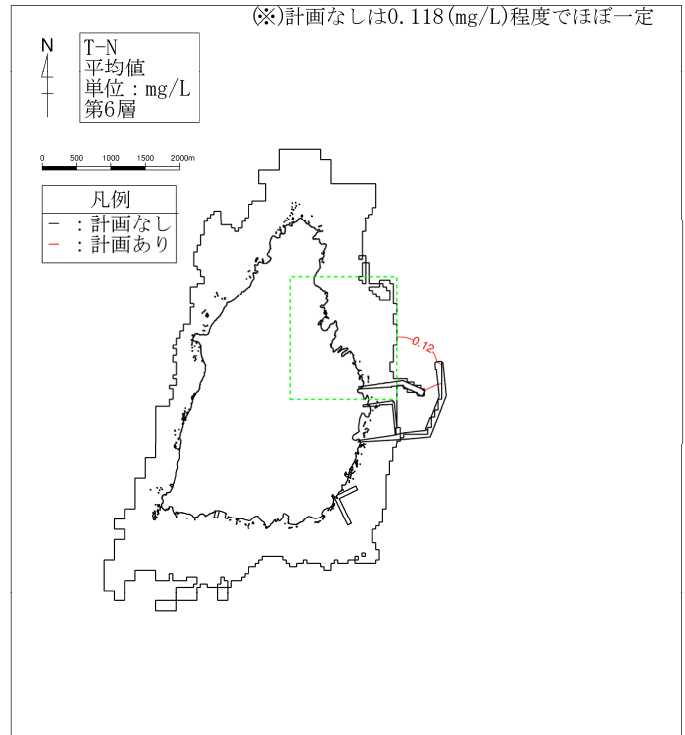 (※)計画なしは0.118(mg/L)程度でほぼ一定
N
T-N
平均値
単位:mg/L
第6層
0 500 1000 1500 2000m
凡例
- :計画なし
- :計画あり
0.12